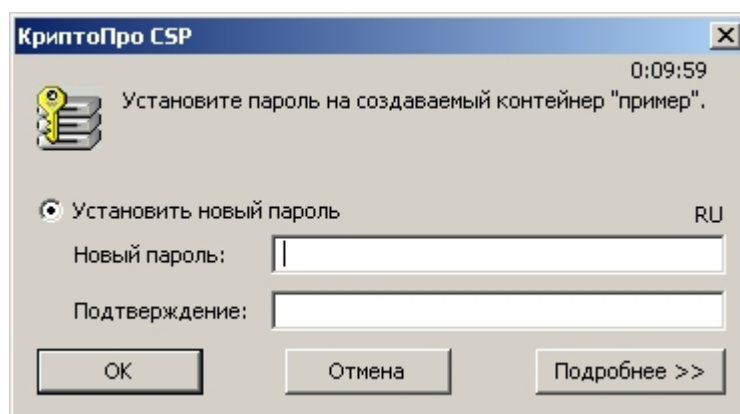 КриптоПро CSP
0:09:59
Установите пароль на создаваемый контейнер "пример".
Установить новый пароль
RU
Новый пароль:
Подтверждение:
ОК
Отмена
Подробнее >>